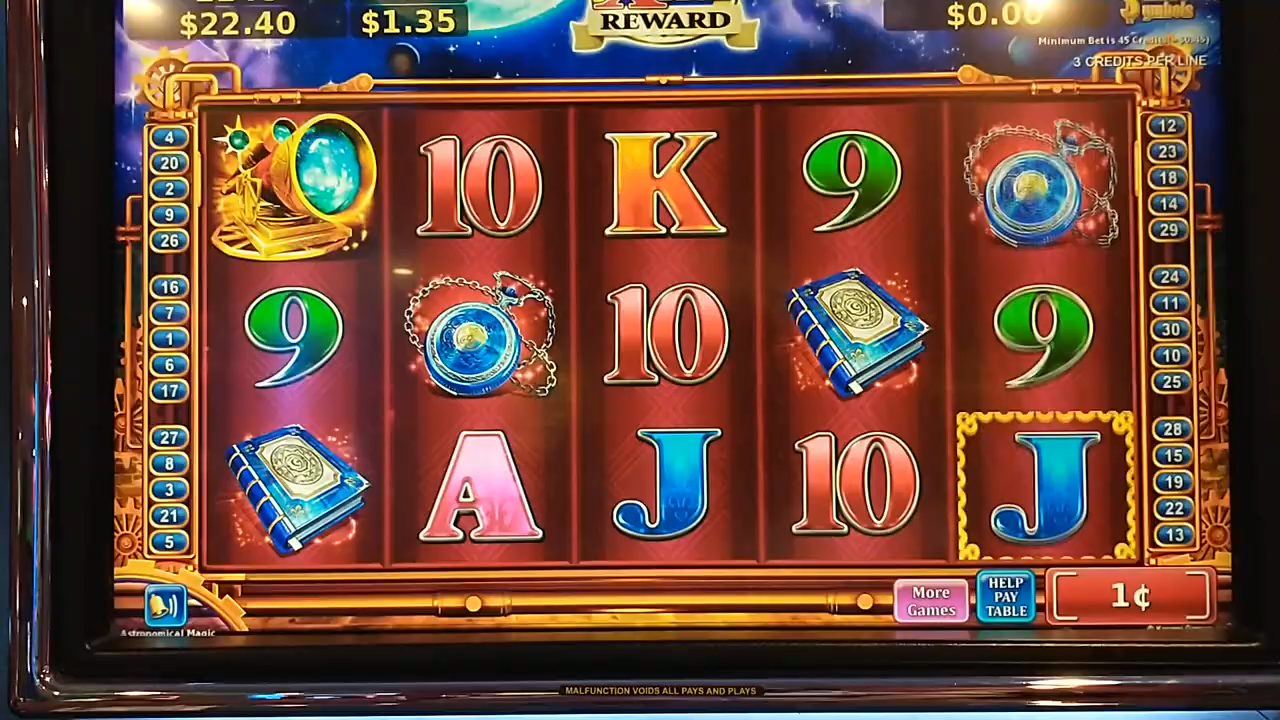 $22.40
$1.35
REWARD
$0.00
Minimum Bet is 45 Credits
3 CREDITS PER LINE
4
20
2
9
26
16
7
1
6
17
27
8
3
21
5
10 K 9
9 10 9
A J 10 J
12
23
18
14
29
24
11
30
10
25
28
15
19
22
13
More
Games
HELP
PAY
TABLE
1¢
Astronomical Magic
MALFUNCTION VOIDS ALL PAYS AND PLAYS